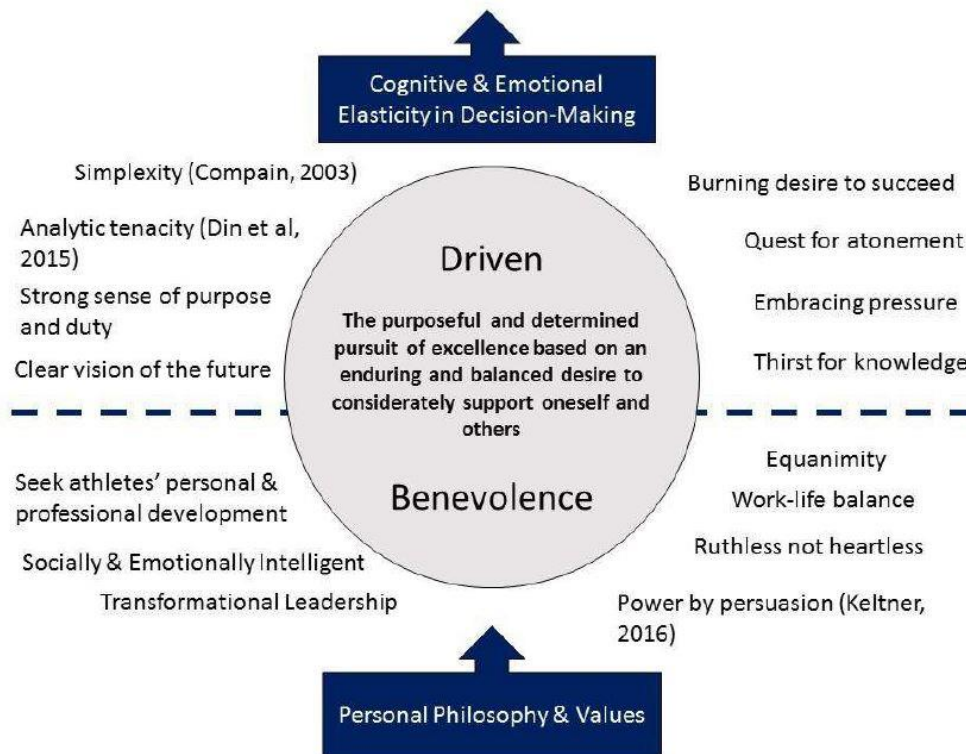 Cognitive & Emotional
Elasticity in Decision-Making
Simplexity (Compain, 2003)
Analytic tenacity (Din et al,
2015)
Strong sense of purpose
and duty
Clear vision of the future
Burning desire to succeed
Quest for atonement
Embracing pressure
Thirst for knowledge
Driven
The purposeful and determined
pursuit of excellence based on an
enduring and balanced desire to
considerately support oneself and
others
Benevolence
Seek athletes' personal &
professional development
Socially & Emotionally Intelligent
Transformational Leadership
Equanimity
Work-life balance
Ruthless not heartless
Power by persuasion (Keltner,
2016)
Personal Philosophy & Values